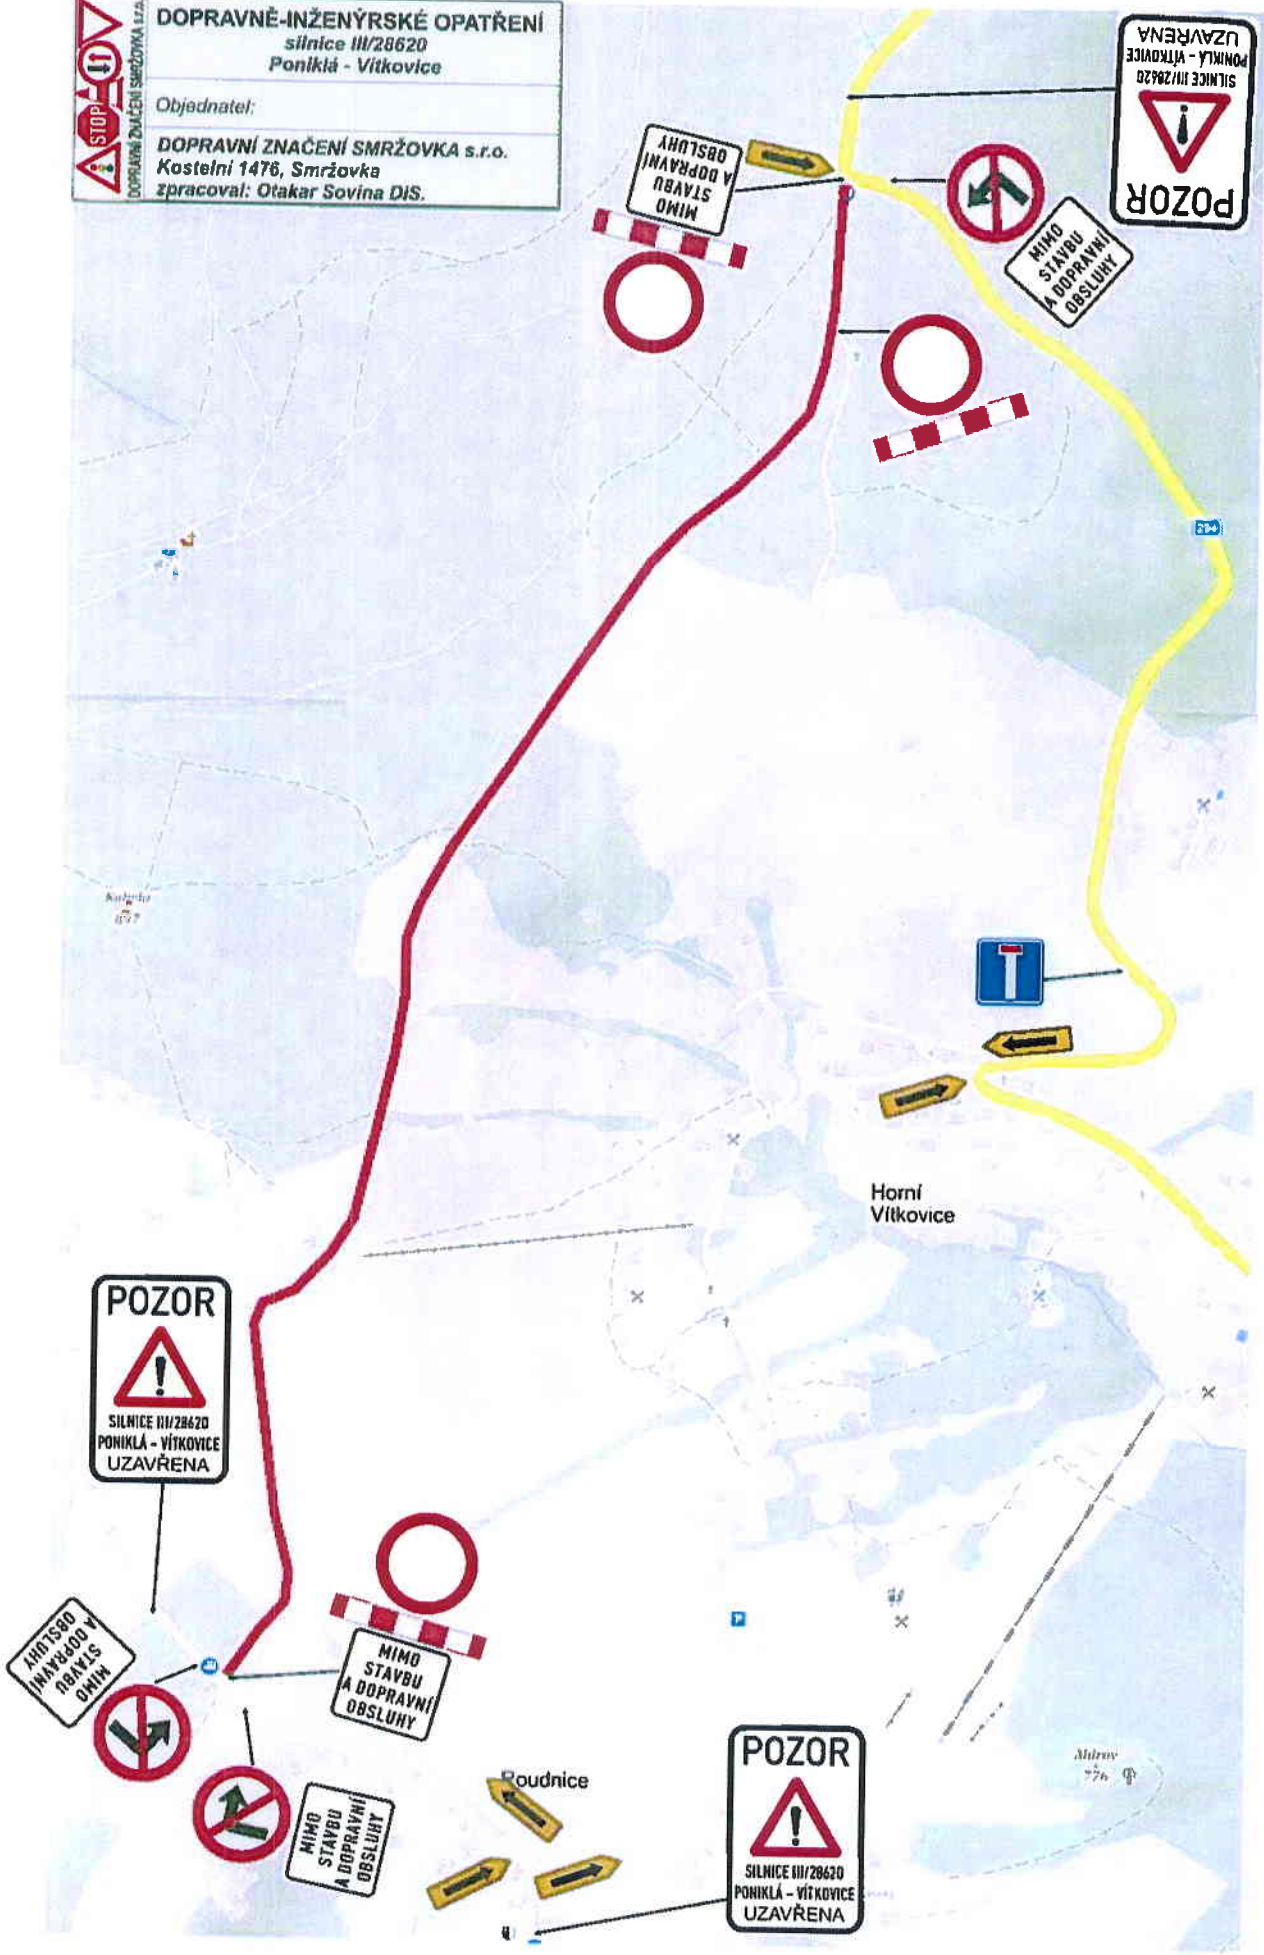 DOPRAVNĚ-INŽENÝRSKÉ OPATŘENÍ
silnice III/28620
Poniklá - Vítkovice
Objednatel:
DOPRAVNÍ ZNAČENÍ SMRŽOVKA s.r.o.
Kostelní 1476, Smržovka
zpracoval: Otakar Sovina DIS.
STOP
DOPRAVNÍ ZNAČENÍ SMRŽOVKA s.r.o.
POZOR
SILNICE III/28620
PONIKLÁ - VÍTKOVICE
UZAVŘENA
MIMO
STAVBU
A DOPRAVNÍ
OBSLUHY
MIMO
STAVBU
A DOPRAVNÍ
OBSLUHY
294
Horní
Vítkovice
POZOR
SILNICE III/28620
PONIKLÁ - VÍTKOVICE
UZAVŘENA
MIMO
STAVBU
A DOPRAVNÍ
OBSLUHY
MIMO
STAVBU
A DOPRAVNÍ
OBSLUHY
MIMO
STAVBU
A DOPRAVNÍ
OBSLUHY
Roudnice
POZOR
SILNICE III/28620
PONIKLÁ - VÍTKOVICE
UZAVŘENA